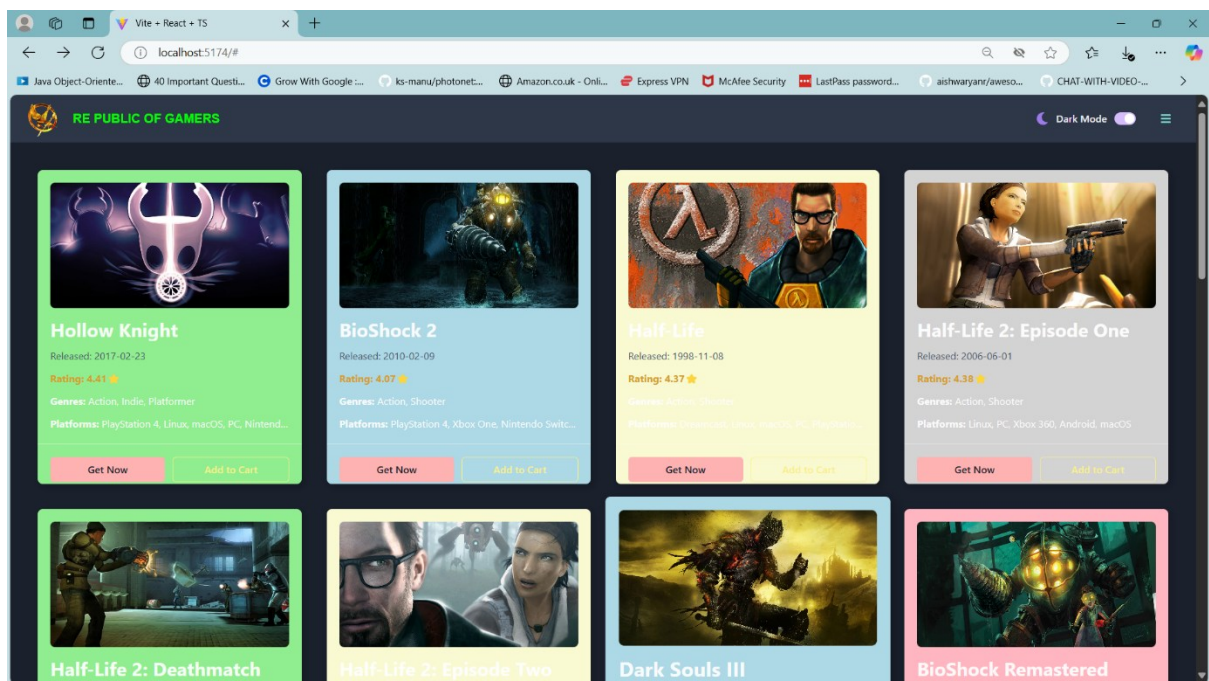 Vite + React + TS
localhost:5174/#
Java Object-Oriente...
40 Important Questi...
Grow With Google :...
ks-manu/photonet:...
Amazon.co.uk - Onli...
Express VPN
McAfee Security
LastPass password...
aishwaryanr/aweso...
CHAT-WITH-VIDEO-...
RE PUBLIC OF GAMERS
Dark Mode
Hollow Knight
Released: 2017-02-23
Rating: 4.41
Genres: Action, Indie, Platformer
Platforms: PlayStation 4, Linux, macOS, PC, Nintend...
Get Now
Add to Cart
BioShock 2
Released: 2010-02-09
Rating: 4.07
Genres: Action, Shooter
Platforms: PlayStation 4, Xbox One, Nintendo Switc...
Get Now
Add to Cart
Half-Life
Released: 1998-11-08
Rating: 4.37
Genres: Action, Shooter
Get Now
Add to Cart
Half-Life 2: Episode One
Released: 2006-06-01
Rating: 4.38
Genres: Action, Shooter
Platforms: Linux, PC, Xbox 360, Android, macOS
Get Now
Add to Cart
Half-Life 2: Deathmatch
Half-Life 2: Episode Two
Dark Souls III
BioShock Remastered